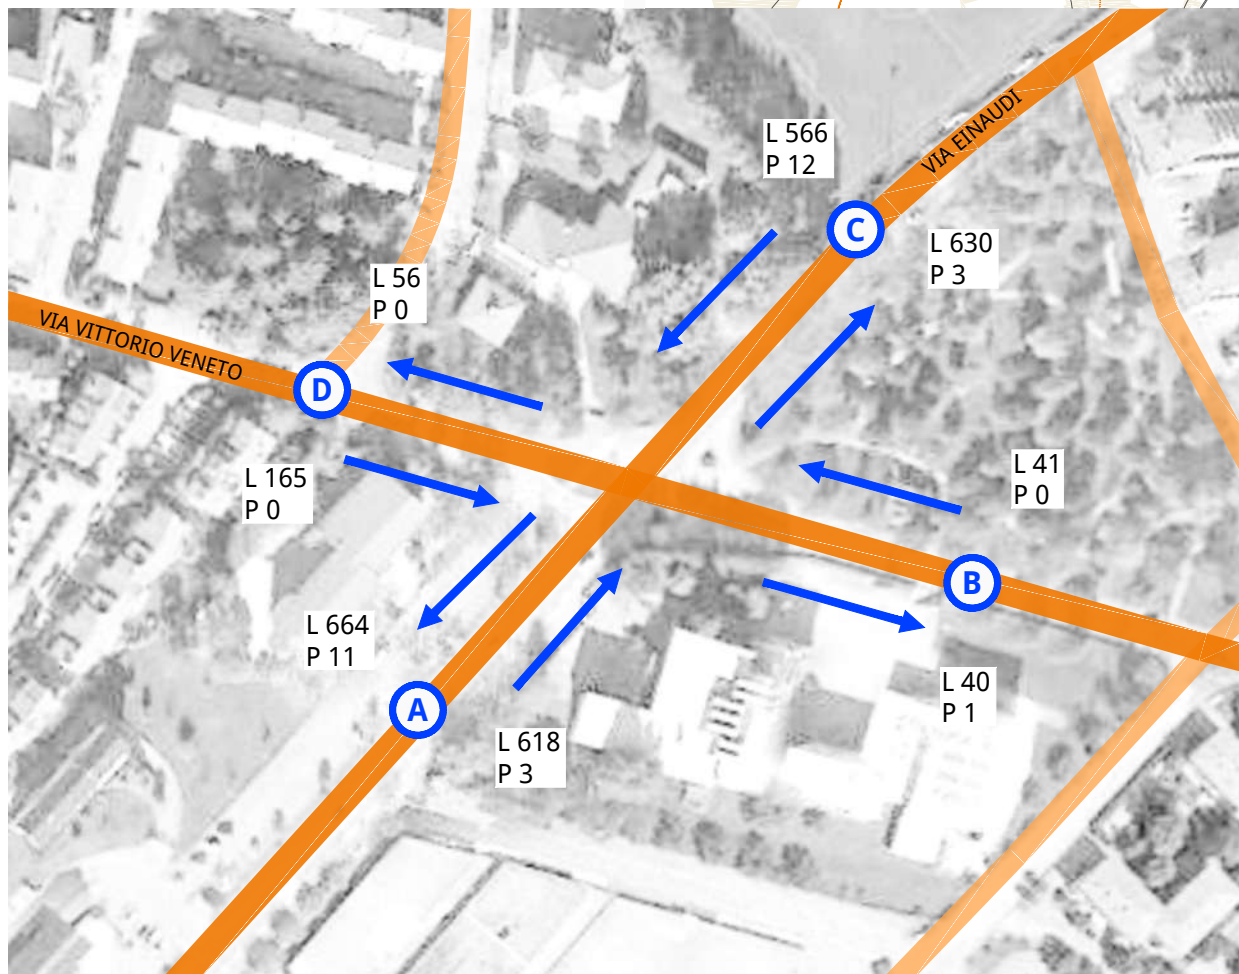 L 566
P 12
VIA EINAUDI
C
L 630
P 3
L 56
P 0
VIA VITTORIO VENETO
D
L 165
P 0
L 41
P 0
B
L 664
P 11
A
L 40
P 1
L 618
P 3